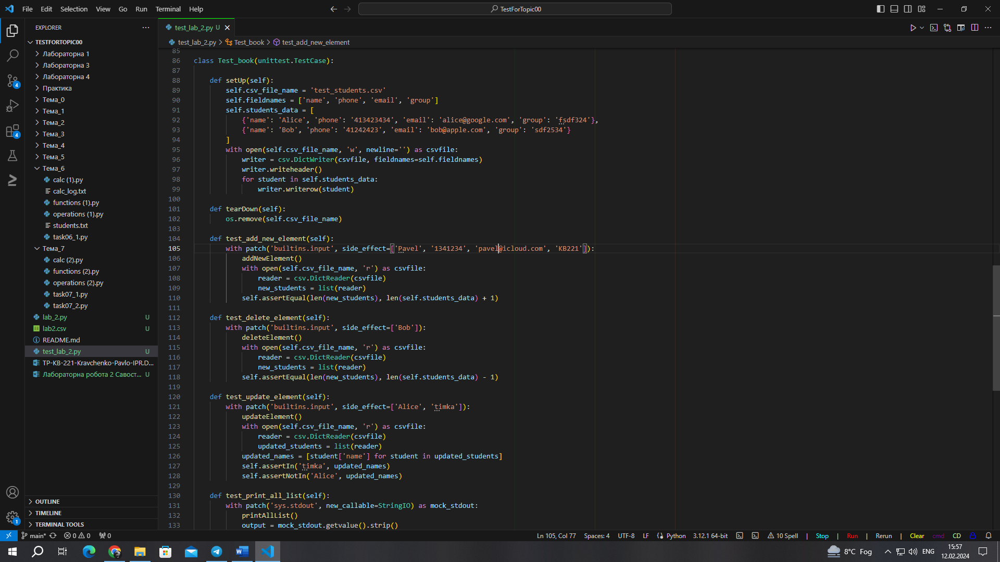 File Edit Selection View Go Run Terminal Help
TestForTopic00
EXPLORER
TESTFORTOPIC00
Лабораторна 1
Лабораторна 3
Лабораторна 4
Практика
Тема_0
Тема_1
Тема_2
Тема_3
Тема_4
Тема_5
Тема_6
calc (1).py
calc_log.txt
functions (1).py
operations (1).py
students.txt
task06_1.py
Тема_7
calc (2).py
functions (2).py
operations (2).py
task07_1.py
task07_2.py
lab_2.py U
lab2.csv U
README.md
test_lab_2.py U
TP-KB-221-Kravchenko-Pavlo-IPR.D...
Лабораторна робота 2 Савост... U
OUTLINE
TIMELINE
TERMINAL TOOLS
4
4
1
test_lab_2.py U
test_lab_2.py > Test_book > test_add_new_element
85
86 class Test_book(unittest.TestCase):
87
88 def setUp(self):
89 self.csv_file_name = 'test_students.csv'
90 self.fieldnames = ['name', 'phone', 'email', 'group']
91 self.students_data = [
92 {'name': 'Alice', 'phone': '413423434', 'email': 'alice@google.com', 'group': 'fsdf324'},
93 {'name': 'Bob', 'phone': '41242423', 'email': 'bob@apple.com', 'group': 'sdf2534'}
94 ]
95 with open(self.csv_file_name, 'w', newline='') as csvfile:
96 writer = csv.DictWriter(csvfile, fieldnames=self.fieldnames)
97 writer.writeheader()
98 for student in self.students_data:
99 writer.writerow(student)
100
101 def tearDown(self):
102 os.remove(self.csv_file_name)
103
104 def test_add_new_element(self):
105 with patch('builtins.input', side_effect=['Pavel', '1341234', 'pavel@icloud.com', 'KB221']):
106 addNewElement()
107 with open(self.csv_file_name, 'r') as csvfile:
108 reader = csv.DictReader(csvfile)
109 new_students = list(reader)
110 self.assertEqual(len(new_students), len(self.students_data) + 1)
111
112 def test_delete_element(self):
113 with patch('builtins.input', side_effect=['Bob']):
114 deleteElement()
115 with open(self.csv_file_name, 'r') as csvfile:
116 reader = csv.DictReader(csvfile)
117 new_students = list(reader)
118 self.assertEqual(len(new_students), len(self.students_data) - 1)
119
120 def test_update_element(self):
121 with patch('builtins.input', side_effect=['Alice', 'timka']):
122 updateElement()
123 with open(self.csv_file_name, 'r') as csvfile:
124 reader = csv.DictReader(csvfile)
125 updated_students = list(reader)
126 updated_names = [student['name'] for student in updated_students]
127 self.assertIn('timka', updated_names)
128 self.assertNotIn('Alice', updated_names)
129
130 def test_print_all_list(self):
131 with patch('sys.stdout', new_callable=StringIO) as mock_stdout:
132 printAllList()
133 output = mock_stdout.getvalue().strip()
main* 0 0 0 Ln 105, Col 77 Spaces: 4 UTF-8 LF Python 3.12.1 64-bit 10 Spell | Stop | Run | Rerun | Clear cmd CD
8°C Fog ENG 15:57
12.02.2024